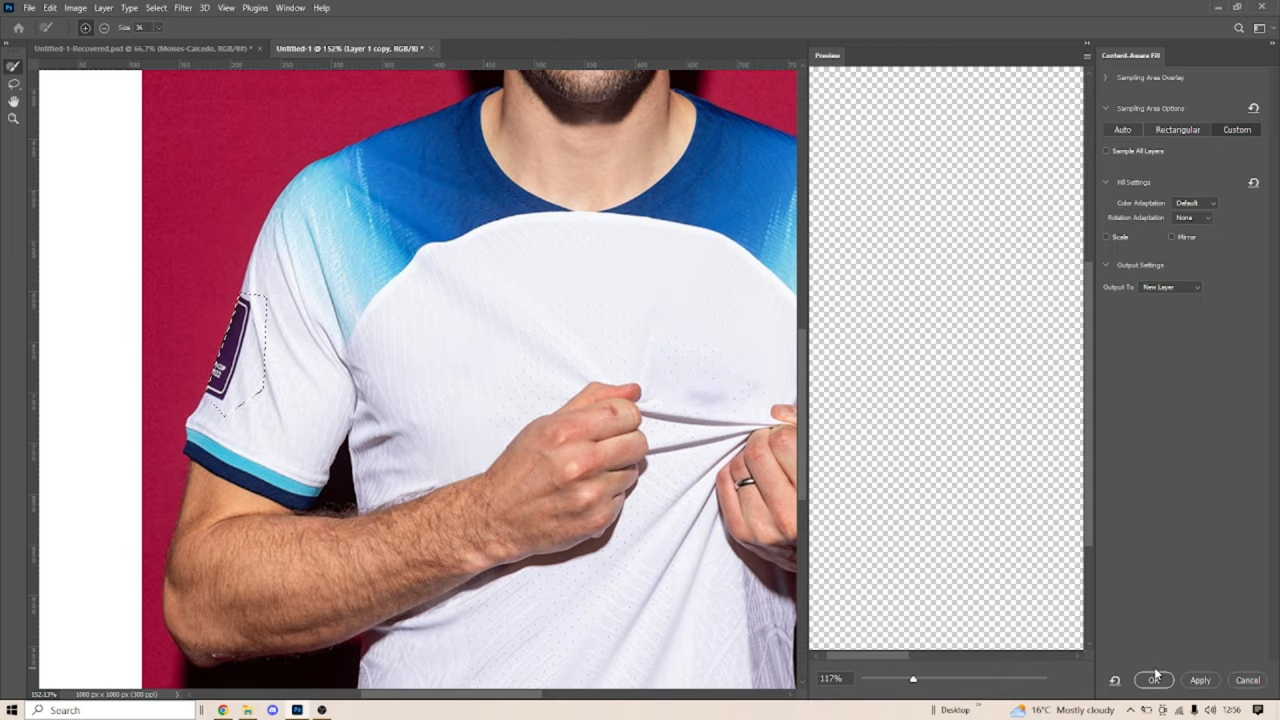 Ps File Edit Image Layer Type Select Filter 3D View Plugins Window Help
Size 36
Untitled-1-Recovered.psd @ 66.7% (Moises-Caicedo, RGB/8#) * × Untitled-1 @ 152% (Layer 1 copy, RGB/8) * ×
Preview
Content-Aware Fill
Sampling Area Overlay
Sampling Area Options
Auto Rectangular Custom
Sample All Layers
Fill Settings
Color Adaptation Default
Rotation Adaptation None
Scale Mirror
Output Settings
Output To New Layer
117%
OK Apply Cancel
152.13% 1080 px x 1080 px (300 ppi)
Search
Desktop
16°C Mostly cloudy
12:56